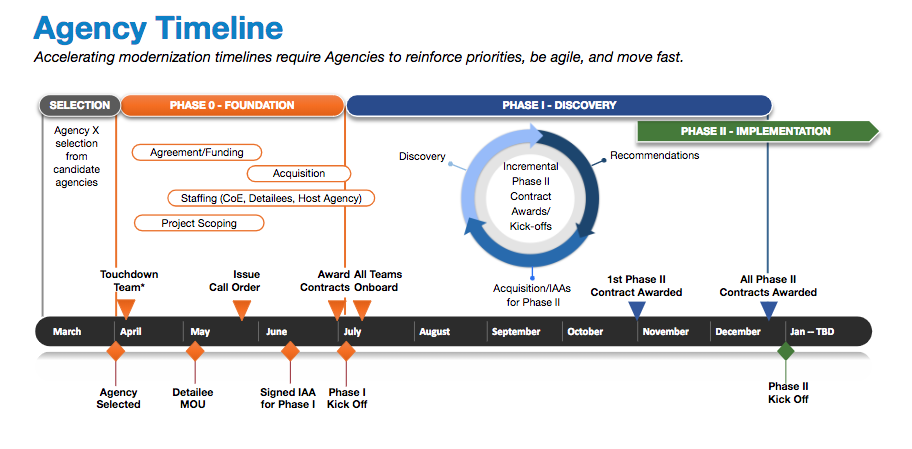 Agency Timeline
Accelerating modernization timelines require Agencies to reinforce priorities, be agile, and move fast.
SELECTION
PHASE 0 - FOUNDATION
PHASE I - DISCOVERY
PHASE II - IMPLEMENTATION
Agency X
selection
from
candidate
agencies
Agreement/Funding
Acquisition
Staffing (CoE, Detailees, Host Agency)
Project Scoping
Discovery
Recommendations
Incremental
Phase II
Contract
Awards/
Kick-offs
Acquisition/IAAs
for Phase II
Touchdown
Team*
Issue
Call Order
Award
Contracts
All Teams
Onboard
1st Phase II
Contract Awarded
All Phase II
Contracts Awarded
March
April
May
June
July
August
September
October
November
December
Jan -- TBD
Agency
Selected
Detailee
MOU
Signed IAA
for Phase I
Phase I
Kick Off
Phase II
Kick Off